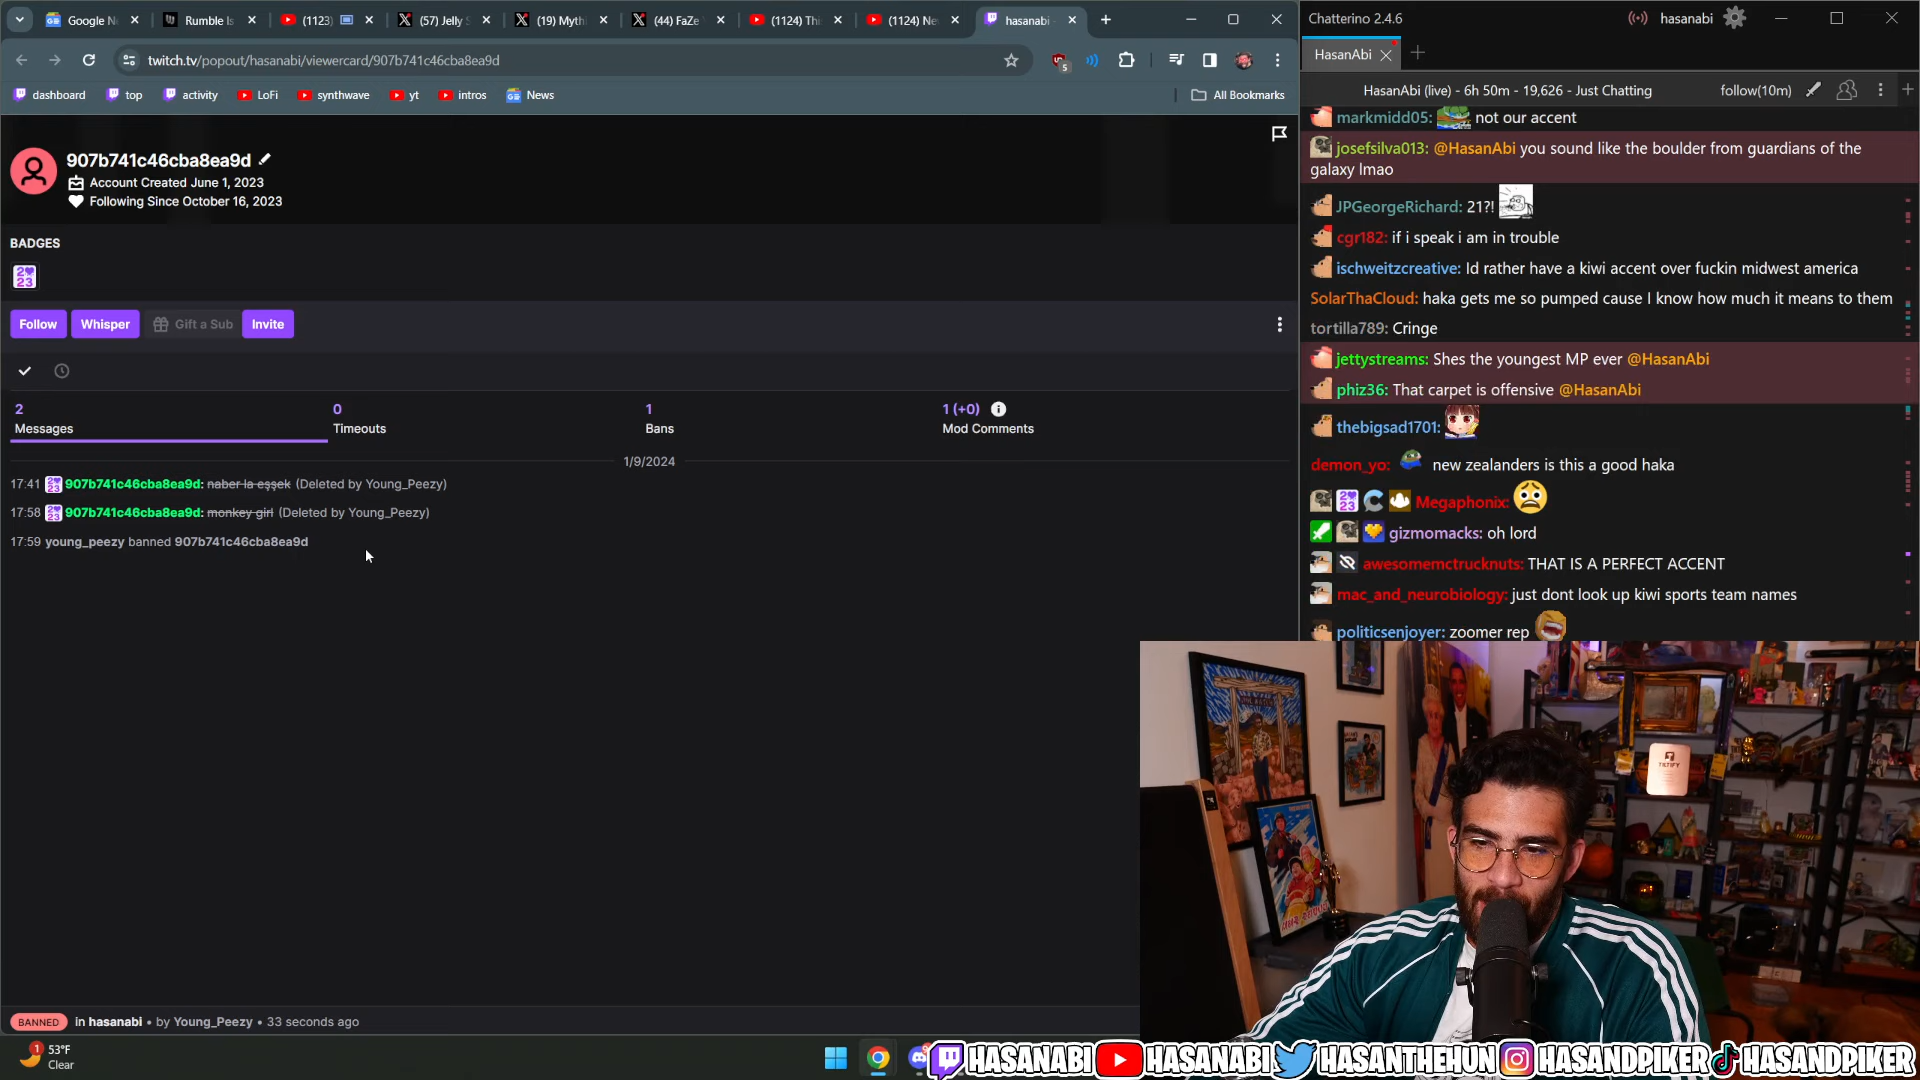 Google N
Rumble Is
(1123)
(57) Jelly S
(19) Myth
(44) FaZe
(1124) Thi
(1124) Ne
hasanabi
twitch.tv/popout/hasanabi/viewercard/907b741c46cba8ea9d
5
dashboard
top
activity
LoFi
synthwave
yt
intros
News
All Bookmarks
907b741c46cba8ea9d
Account Created June 1, 2023
Following Since October 16, 2023
BADGES
Follow
Whisper
Gift a Sub
Invite
2
Messages
0
Timeouts
1
Bans
1 (+0)
Mod Comments
1/9/2024
17:41 907b741c46cba8ea9d: naber la eşşek (Deleted by Young_Peezy)
17:58 907b741c46cba8ea9d: monkey girl (Deleted by Young_Peezy)
17:59 young_peezy banned 907b741c46cba8ea9d
BANNED in hasanabi • by Young_Peezy • 33 seconds ago
1
53°F
Clear
Chatterino 2.4.6
hasanabi
HasanAbi
HasanAbi (live) - 6h 50m - 19,626 - Just Chatting
follow(10m)
markmidd05: not our accent
josefsilva013: @HasanAbi you sound like the boulder from guardians of the
galaxy lmao
JPGeorgeRichard: 21?!
cgr182: if i speak i am in trouble
ischweitzcreative: Id rather have a kiwi accent over fuckin midwest america
SolarThaCloud: haka gets me so pumped cause I know how much it means to them
tortilla789: Cringe
jettystreams: Shes the youngest MP ever @HasanAbi
phiz36: That carpet is offensive @HasanAbi
thebigsad1701:
demon_yo: new zealanders is this a good haka
Megaphonix:
gizmomacks: oh lord
awesomemctrucknuts: THAT IS A PERFECT ACCENT
mac_and_neurobiology: just dont look up kiwi sports team names
politicsenjoyer: zoomer rep
TILTIFY
HASANABI
HASANABI
HASANTHEHUN
HASANDPIKER
HASANDPIKER